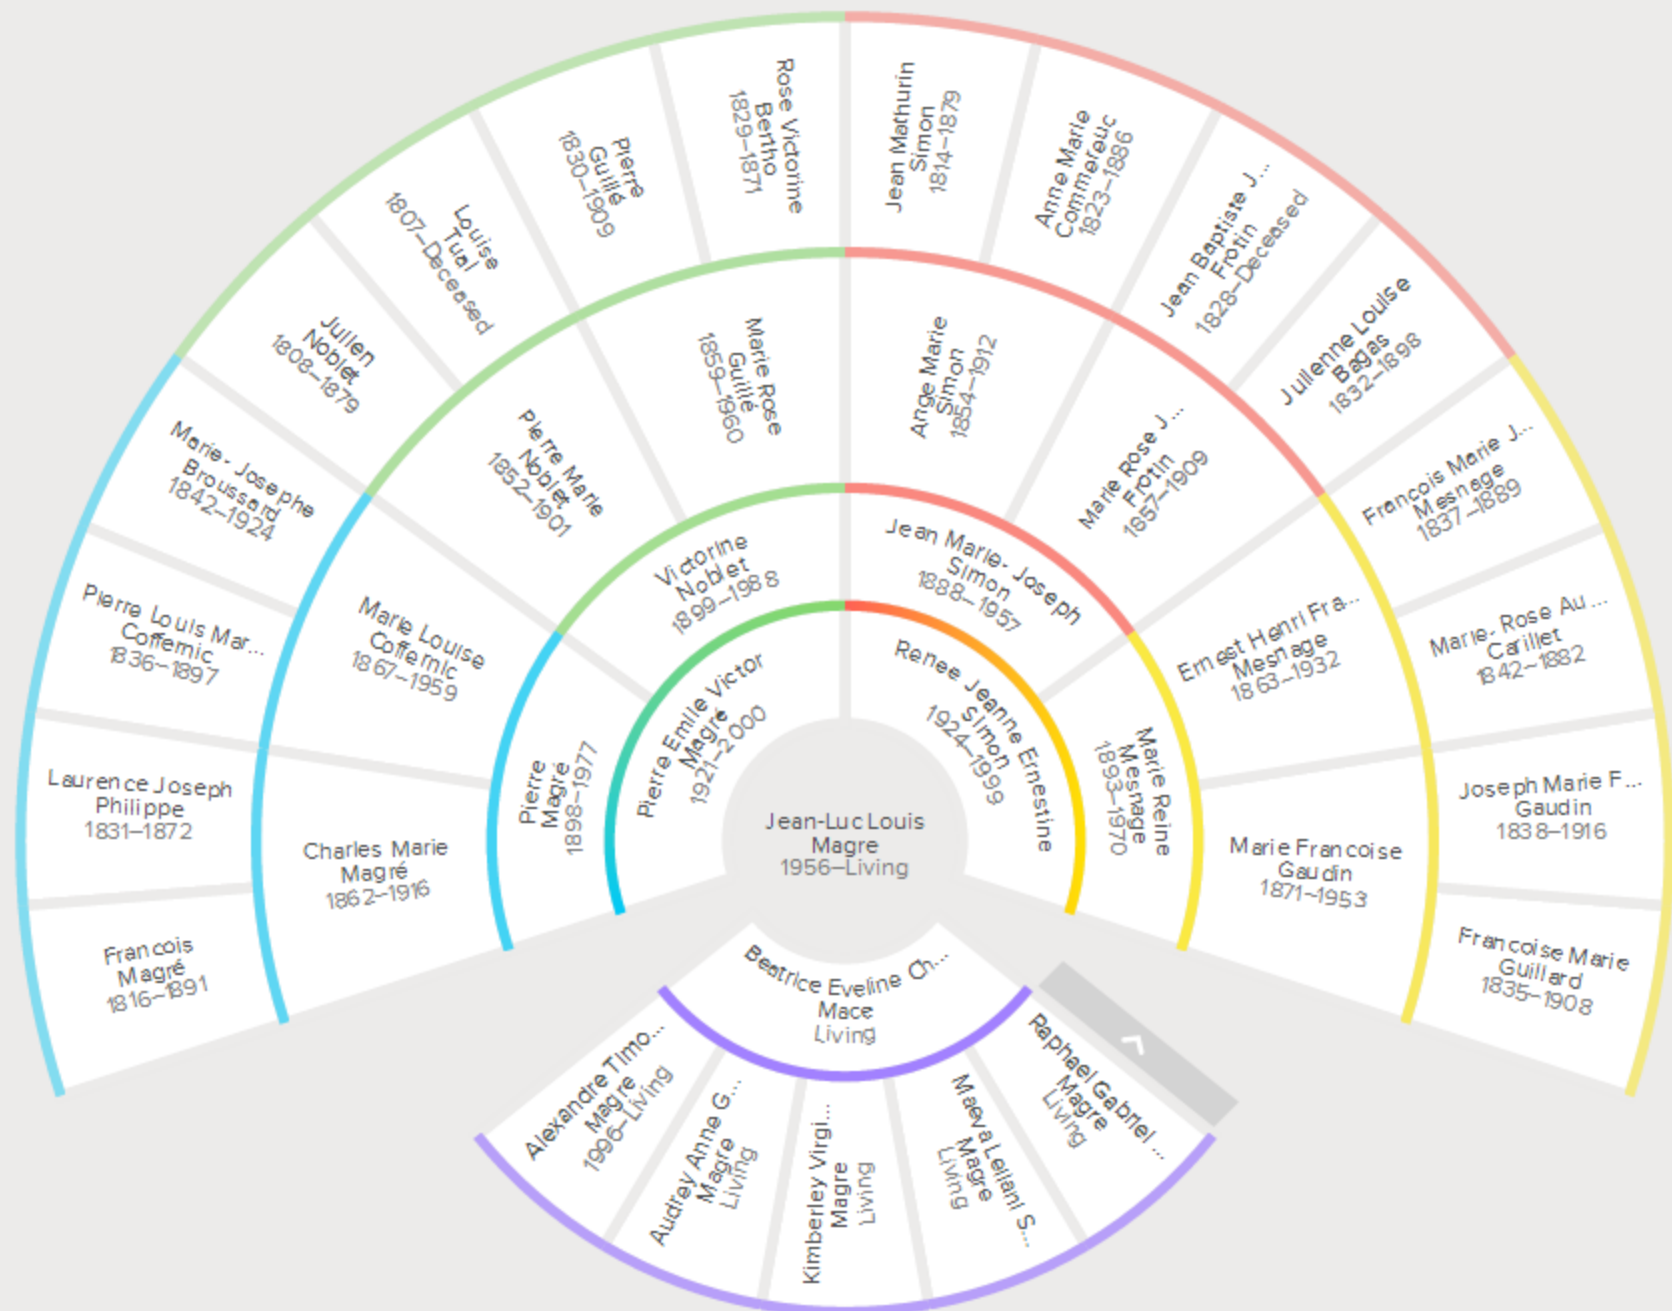 Rose Victorine
Bertho
1829–1871
Jean Mathurin
Simon
1814–1879
Pierre
Guillé
1830–1909
Anne Marie
Commereuc
1823–1886
Louise
Tual
1807–Deceased
Jean Baptiste J...
Frotin
1828–Deceased
Julien
Noblet
1808–1879
Julienne Louise
Bagas
1832–1898
Marie-Josephe
Broussard
1842–1924
François Marie J...
Mesnage
1837–1889
Pierre Louis Mar...
Coffernic
1836–1897
Marie-Rose Au...
Carillet
1842–1882
Laurence Joseph
Philippe
1831–1872
Joseph Marie F...
Gaudin
1838–1916
Francois
Magré
1816–1891
Francoise Marie
Guillard
1835–1908
Marie Rose
Guillé
1859–1960
Ange Marie
Simon
1854–1912
Pierre Marie
Noblet
1852–1901
Marie Rose J...
Frotin
1857–1909
Marie Louise
Coffernic
1867–1959
Ernest Henri Fra...
Mesnage
1863–1932
Charles Marie
Magré
1862–1916
Marie Francoise
Gaudin
1871–1953
Victorine
Noblet
1899–1988
Jean Marie-Joseph
Simon
1888–1957
Pierre
Magré
1898–1977
Marie Reine
Mesnage
1893–1970
Pierre Emile Victor
Magré
1921–2000
Renee Jeanne Ernestine
Simon
1924–1999
Jean-Luc Louis
Magre
1956–Living
Beatrice Eveline Ch...
Mace
Living
Alexandre Timo...
Magre
1996–Living
Audrey Anne G...
Magre
Living
Kimberley Virgi...
Magre
Living
Maeva Leilani S...
Magre
Living
Raphael Gabriel ...
Magre
Living